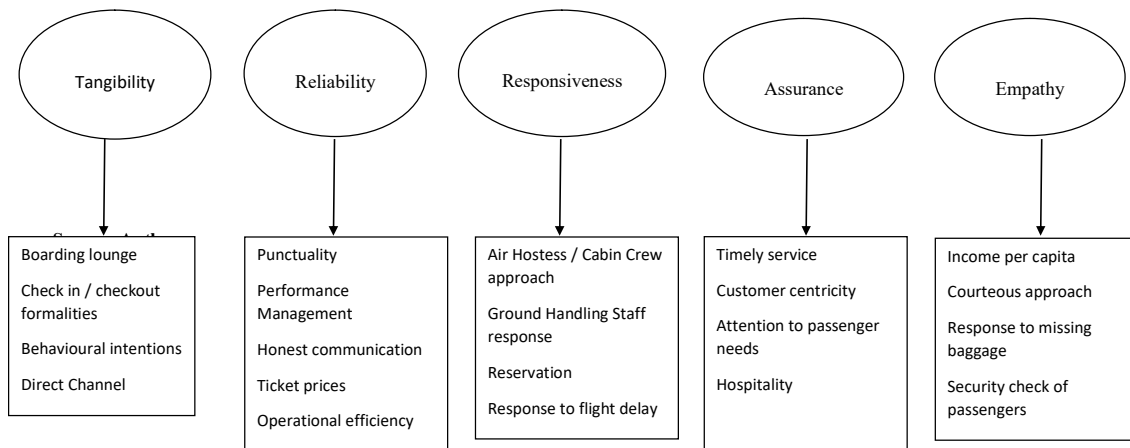 Tangibility
Reliability
Responsiveness
Assurance
Empathy
Boarding lounge
Check in / checkout
formalities
Behavioural intentions
Direct Channel
Punctuality
Performance
Management
Honest communication
Ticket prices
Operational efficiency
Air Hostess / Cabin Crew
approach
Ground Handling Staff
response
Reservation
Response to flight delay
Timely service
Customer centricity
Attention to passenger
needs
Hospitality
Income per capita
Courteous approach
Response to missing
baggage
Security check of
passengers